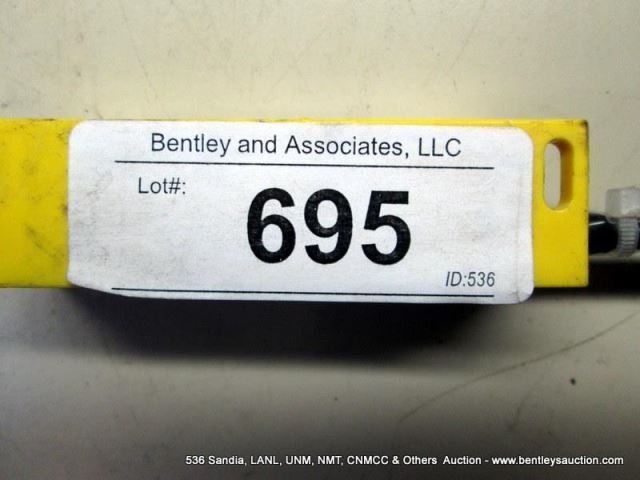 Bentley and Associates, LLC
Lot#:
695
ID:536
536 Sandia, LANL, UNM, NMT, CNMCC & Others  Auction - www.bentleysauction.com